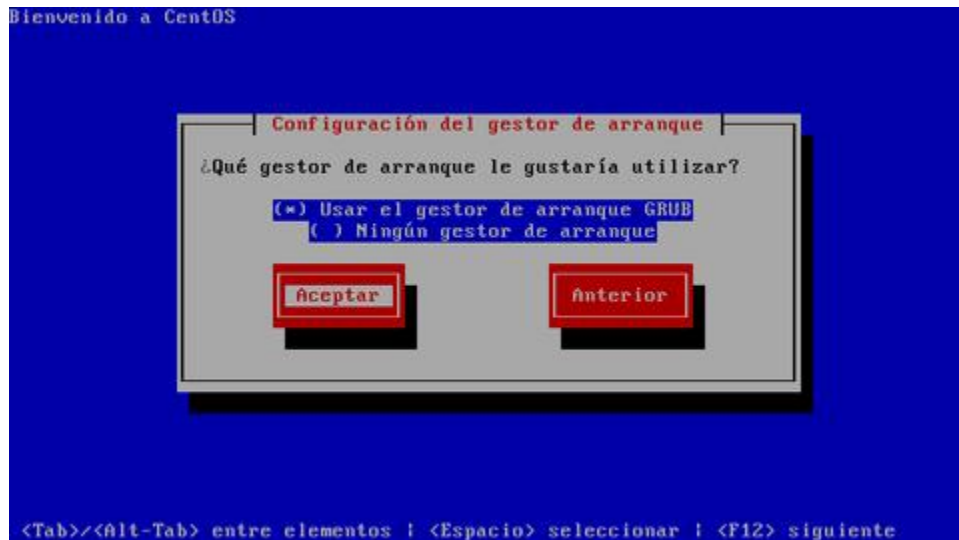 Bienvenido a CentOS
Configuración del gestor de arranque
¿Qué gestor de arranque le gustaría utilizar?
(*) Usar el gestor de arranque GRUB
( ) Ningún gestor de arranque
Aceptar Anterior
<Tab>/<Alt-Tab> entre elementos | <Espacio> seleccionar | <F12> siguiente